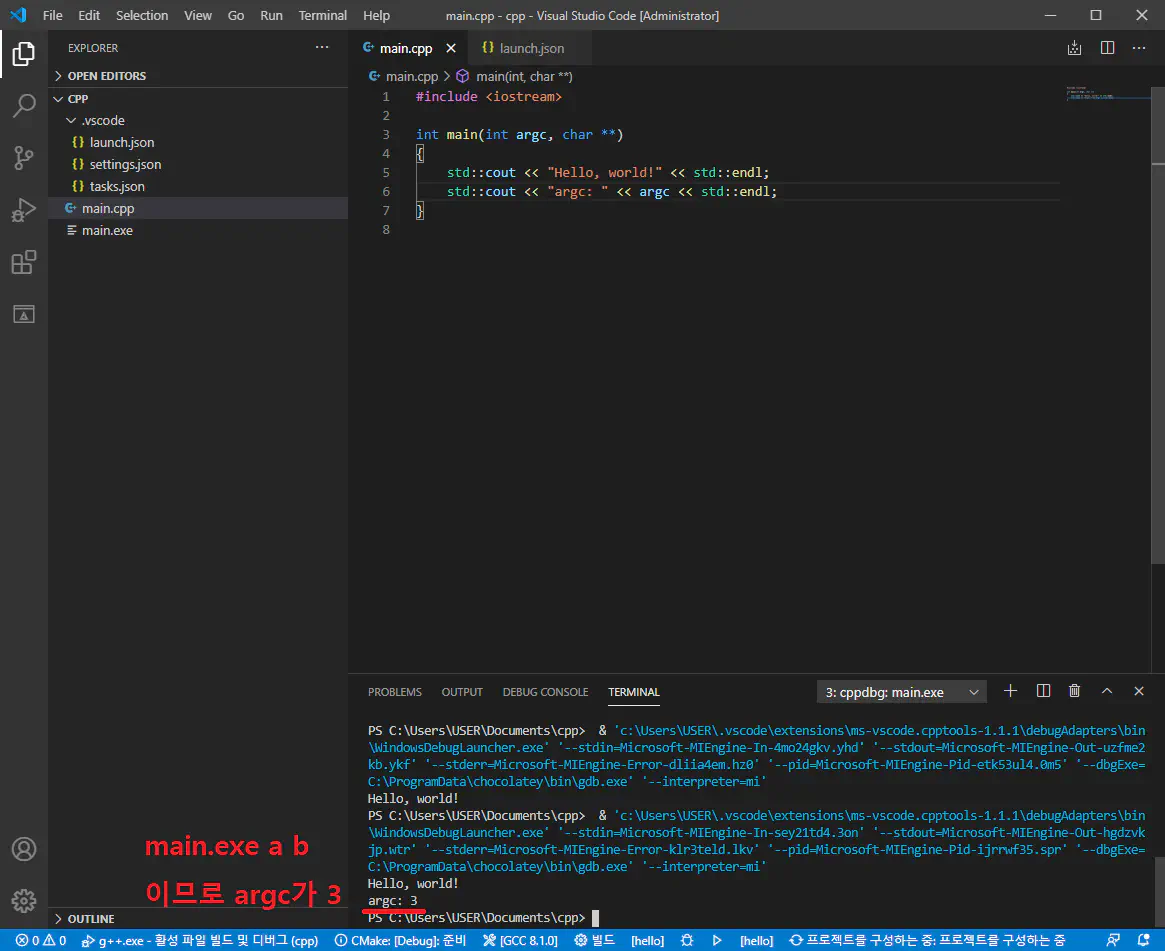 File Edit Selection View Go Run Terminal Help main.cpp - cpp - Visual Studio Code [Administrator]
EXPLORER
OPEN EDITORS
CPP
.vscode
launch.json
settings.json
tasks.json
main.cpp
main.exe
main.cpp launch.json
main.cpp > main(int, char **)
1 #include <iostream>
2
3 int main(int argc, char **)
4 {
5 std::cout << "Hello, world!" << std::endl;
6 std::cout << "argc: " << argc << std::endl;
7 }
8
PROBLEMS OUTPUT DEBUG CONSOLE TERMINAL 3: cppdbg: main.exe
PS C:\Users\USER\Documents\cpp>  & 'c:\Users\USER\.vscode\extensions\ms-vscode.cpptools-1.1.1\debugAdapters\bin
\WindowsDebugLauncher.exe' '--stdin=Microsoft-MIEngine-In-4mo24gkv.yhd' '--stdout=Microsoft-MIEngine-Out-uzfme2
kb.ykf' '--stderr=Microsoft-MIEngine-Error-dliia4em.hz0' '--pid=Microsoft-MIEngine-Pid-etk53ul4.0m5' '--dbgExe=
C:\ProgramData\chocolatey\bin\gdb.exe' '--interpreter=mi'
Hello, world!
PS C:\Users\USER\Documents\cpp>  & 'c:\Users\USER\.vscode\extensions\ms-vscode.cpptools-1.1.1\debugAdapters\bin
\WindowsDebugLauncher.exe' '--stdin=Microsoft-MIEngine-In-sey21td4.3on' '--stdout=Microsoft-MIEngine-Out-hgdzvk
jp.wtr' '--stderr=Microsoft-MIEngine-Error-klr3teld.lkv' '--pid=Microsoft-MIEngine-Pid-ijrrwf35.spr' '--dbgExe=
C:\ProgramData\chocolatey\bin\gdb.exe' '--interpreter=mi'
Hello, world!
argc: 3
PS C:\Users\USER\Documents\cpp>
main.exe a b
이므로 argc가 3
OUTLINE
0 0 g++.exe - 활성 파일 빌드 및 디버그 (cpp) CMake: [Debug]: 준비 [GCC 8.1.0] 빌드 [hello] [hello] 프로젝트를 구성하는 중: 프로젝트를 구성하는 중